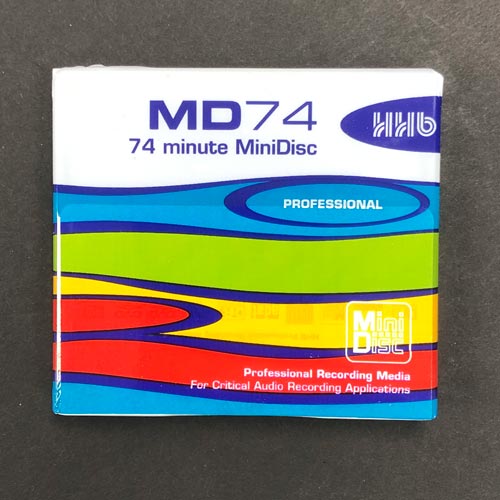 MD74
HHb
74 minute MiniDisc
PROFESSIONAL
Mini
Disc
Professional Recording Media
For Critical Audio Recording Applications